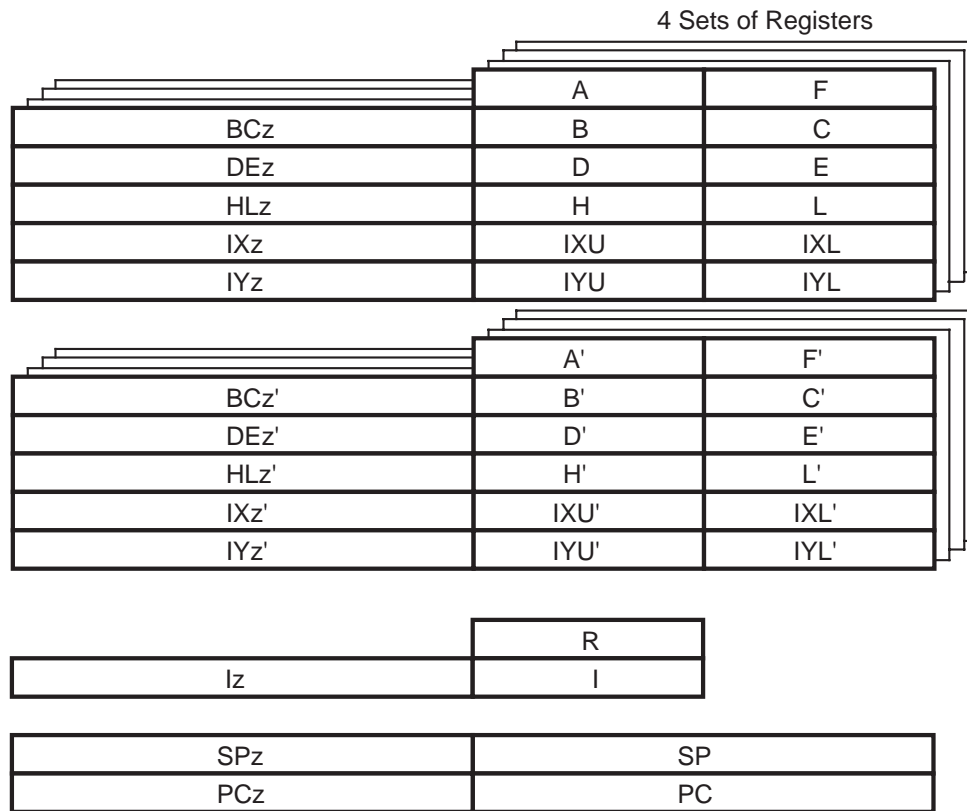 4 Sets of Registers
A F
BCz B C
DEz D E
HLz H L
IXz IXU IXL
IYz IYU IYL
A' F'
BCz' B' C'
DEz' D' E'
HLz' H' L'
IXz' IXU' IXL'
IYz' IYU' IYL'
R
Iz I
SPz SP
PCz PC